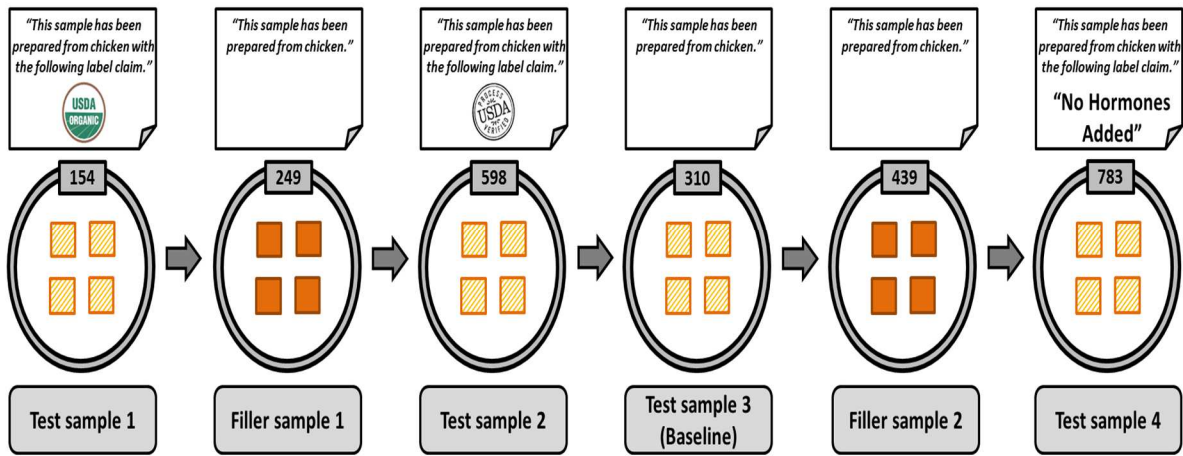 “This sample has been
prepared from chicken with
the following label claim.”
USDA
ORGANIC
154
Test sample 1
“This sample has been
prepared from chicken.”
249
Filler sample 1
“This sample has been
prepared from chicken with
the following label claim.”
PROCESS
USDA
VERIFIED
598
Test sample 2
“This sample has been
prepared from chicken.”
310
Test sample 3
(Baseline)
“This sample has been
prepared from chicken.”
439
Filler sample 2
“This sample has been
prepared from chicken with
the following label claim.”
“No Hormones
Added”
783
Test sample 4